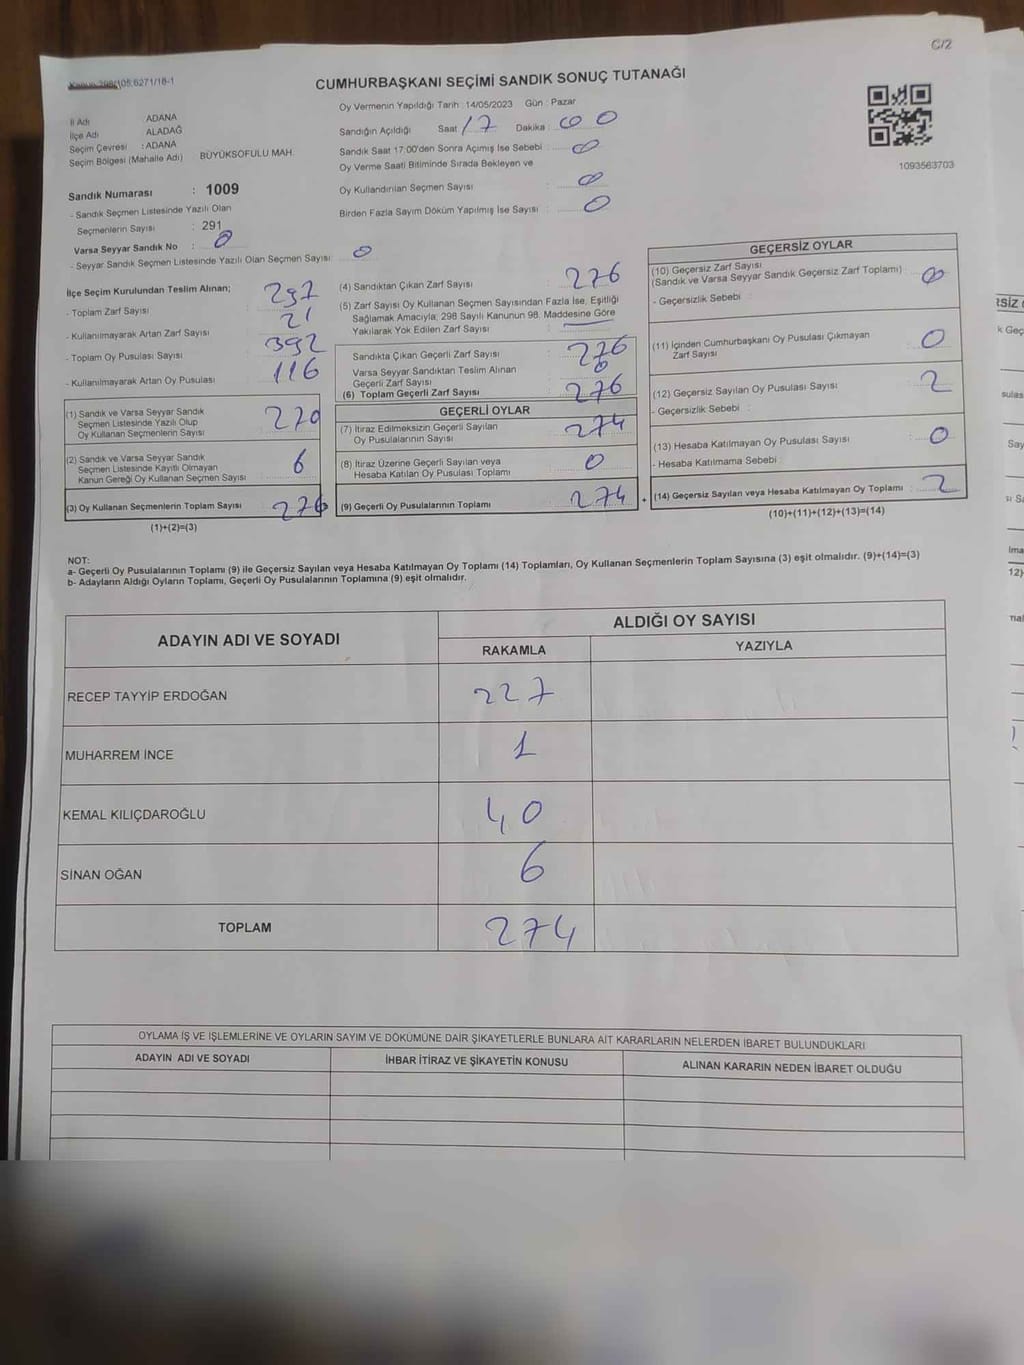 C/2
Kanun 298/105;6271/18-1
CUMHURBAŞKANI SEÇİMİ SANDIK SONUÇ TUTANAĞI
Oy Vermenin Yapıldığı Tarih : 14/05/2023 Gün : Pazar
İl Adı ADANA
İlçe Adı ALADAĞ
Seçim Çevresi : ADANA
Seçim Bölgesi (Mahalle Adı) BÜYÜKSOFULU MAH.
Sandık Numarası : 1009
- Sandık Seçmen Listesinde Yazılı Olan
Seçmenlerin Sayısı : 291
Varsa Seyyar Sandık No : 0
- Seyyar Sandık Seçmen Listesinde Yazılı Olan Seçmen Sayısı : 0
Sandığın Açıldığı Saat 17 Dakika : 00
Sandık Saat 17:00'den Sonra Açımış İse Sebebi : 0
Oy Verme Saati Bitiminde Sırada Bekleyen ve
Oy Kullandırılan Seçmen Sayısı : 0
Birden Fazla Sayım Döküm Yapılmış İse Sayısı : 0
1093563703
İlçe Seçim Kurulundan Teslim Alınan;
- Toplam Zarf Sayısı : 297
- Kullanılmayarak Artan Zarf Sayısı : 21
- Toplam Oy Pusulası Sayısı : 392
- Kullanılmayarak Artan Oy Pusulası : 116
(1) Sandık ve Varsa Seyyar Sandık
Seçmen Listesinde Yazılı Olup
Oy Kullanan Seçmenlerin Sayısı : 270
(2) Sandık ve Varsa Seyyar Sandık
Seçmen Listesinde Kayıtlı Olmayan
Kanun Gereği Oy Kullanan Seçmen Sayısı : 6
(3) Oy Kullanan Seçmenlerin Toplam Sayısı : 276
(1)+(2)=(3)
(4) Sandıktan Çıkan Zarf Sayısı : 276
(5) Zarf Sayısı Oy Kullanan Seçmen Sayısından Fazla İse, Eşitliği
Sağlamak Amacıyla; 298 Sayılı Kanunun 98. Maddesine Göre
Yakılarak Yok Edilen Zarf Sayısı :
Sandıkta Çıkan Geçerli Zarf Sayısı : 276
Varsa Seyyar Sandıktan Teslim Alınan
Geçerli Zarf Sayısı : 0
(6) Toplam Geçerli Zarf Sayısı : 276
GEÇERLİ OYLAR
(7) İtiraz Edilmeksizin Geçerli Sayılan
Oy Pusulalarının Sayısı : 274
(8) İtiraz Üzerine Geçerli Sayılan veya
Hesaba Katılan Oy Pusulası Toplamı : 0
(9) Geçerli Oy Pusulalarının Toplamı : 274
GEÇERSİZ OYLAR
(10) Geçersiz Zarf Sayısı
(Sandık ve Varsa Seyyar Sandık Geçersiz Zarf Toplamı) : 0
- Geçersizlik Sebebi :
(11) İçinden Cumhurbaşkanı Oy Pusulası Çıkmayan
Zarf Sayısı : 0
(12) Geçersiz Sayılan Oy Pusulası Sayısı : 2
- Geçersizlik Sebebi :
(13) Hesaba Katılmayan Oy Pusulası Sayısı : 0
- Hesaba Katılmama Sebebi :
+ (14) Geçersiz Sayılan veya Hesaba Katılmayan Oy Toplamı : 2
(10)+(11)+(12)+(13)=(14)
NOT:
a- Geçerli Oy Pusulalarının Toplamı (9) ile Geçersiz Sayılan veya Hesaba Katılmayan Oy Toplamı (14) Toplamları, Oy Kullanan Seçmenlerin Toplam Sayısına (3) eşit olmalıdır. (9)+(14)=(3)
b- Adayların Aldığı Oyların Toplamı, Geçerli Oy Pusulalarının Toplamına (9) eşit olmalıdır.
ADAYIN ADI VE SOYADI ALDIĞI OY SAYISI
RAKAMLA YAZIYLA
RECEP TAYYİP ERDOĞAN 227
MUHARREM İNCE 1
KEMAL KILIÇDAROĞLU 40
SİNAN OĞAN 6
TOPLAM 274
OYLAMA İŞ VE İŞLEMLERİNE VE OYLARIN SAYIM VE DÖKÜMÜNE DAİR ŞİKAYETLERLE BUNLARA AİT KARARLARIN NELERDEN İBARET BULUNDUKLARI
ADAYIN ADI VE SOYADI İHBAR İTİRAZ VE ŞİKAYETİN KONUSU ALINAN KARARIN NEDEN İBARET OLDUĞU